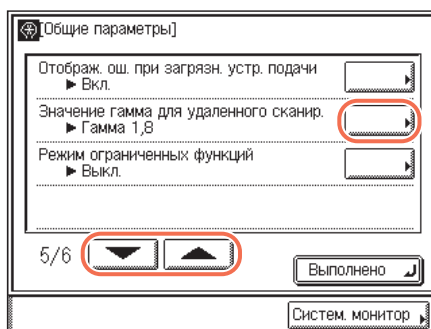 [Общие параметры]
Отображ. ош. при загрязн. устр. подачи
► Вкл.
Значение гамма для удаленного сканир.
► Гамма 1,8
Режим ограниченных функций
► Выкл.
5/6
Выполнено
Систем. монитор